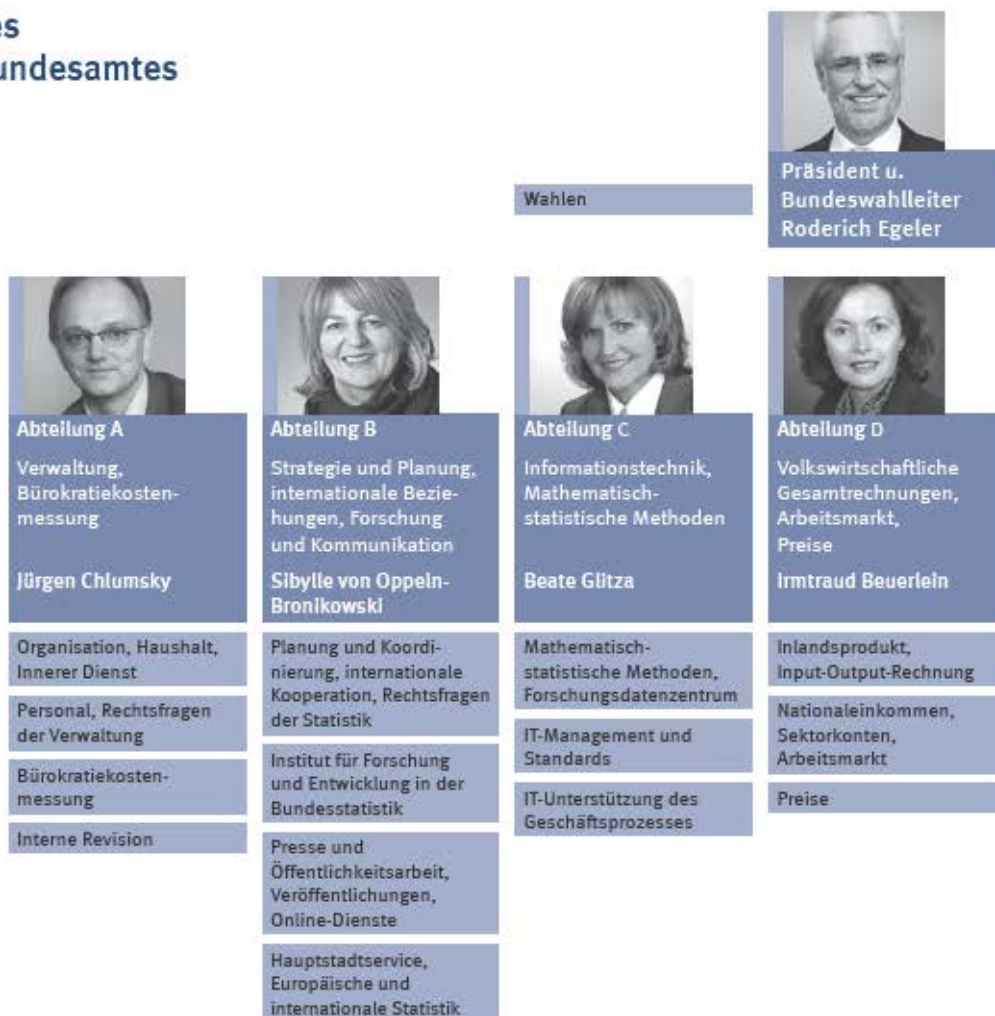 es
undesamtes
Präsident u.
Bundeswahlleiter
Roderich Egeler
Wahlen
Abteilung A
Verwaltung,
Bürokratiekosten-
messung
Jürgen Chlumsky
Organisation, Haushalt,
Innerer Dienst
Personal, Rechtsfragen
der Verwaltung
Bürokratiekosten-
messung
Interne Revision
Abteilung B
Strategie und Planung,
internationale Bezie-
hungen, Forschung
und Kommunikation
Sibylle von Oppeln-
Bronikowski
Planung und Koordi-
nierung, internationale
Kooperation, Rechtsfragen
der Statistik
Institut für Forschung
und Entwicklung in der
Bundesstatistik
Presse und
Öffentlichkeitsarbeit,
Veröffentlichungen,
Online-Dienste
Hauptstadtservice,
Europäische und
internationale Statistik
Abteilung C
Informationstechnik,
Mathematisch-
statistische Methoden
Beate Glitza
Mathematisch-
statistische Methoden,
Forschungsdatenzentrum
IT-Management und
Standards
IT-Unterstützung des
Geschäftsprozesses
Abteilung D
Volkswirtschaftliche
Gesamtrechnungen,
Arbeitsmarkt,
Preise
Irmtraud Beuerlein
Inlandsprodukt,
Input-Output-Rechnung
Nationaleinkommen,
Sektorkonten,
Arbeitsmarkt
Preise